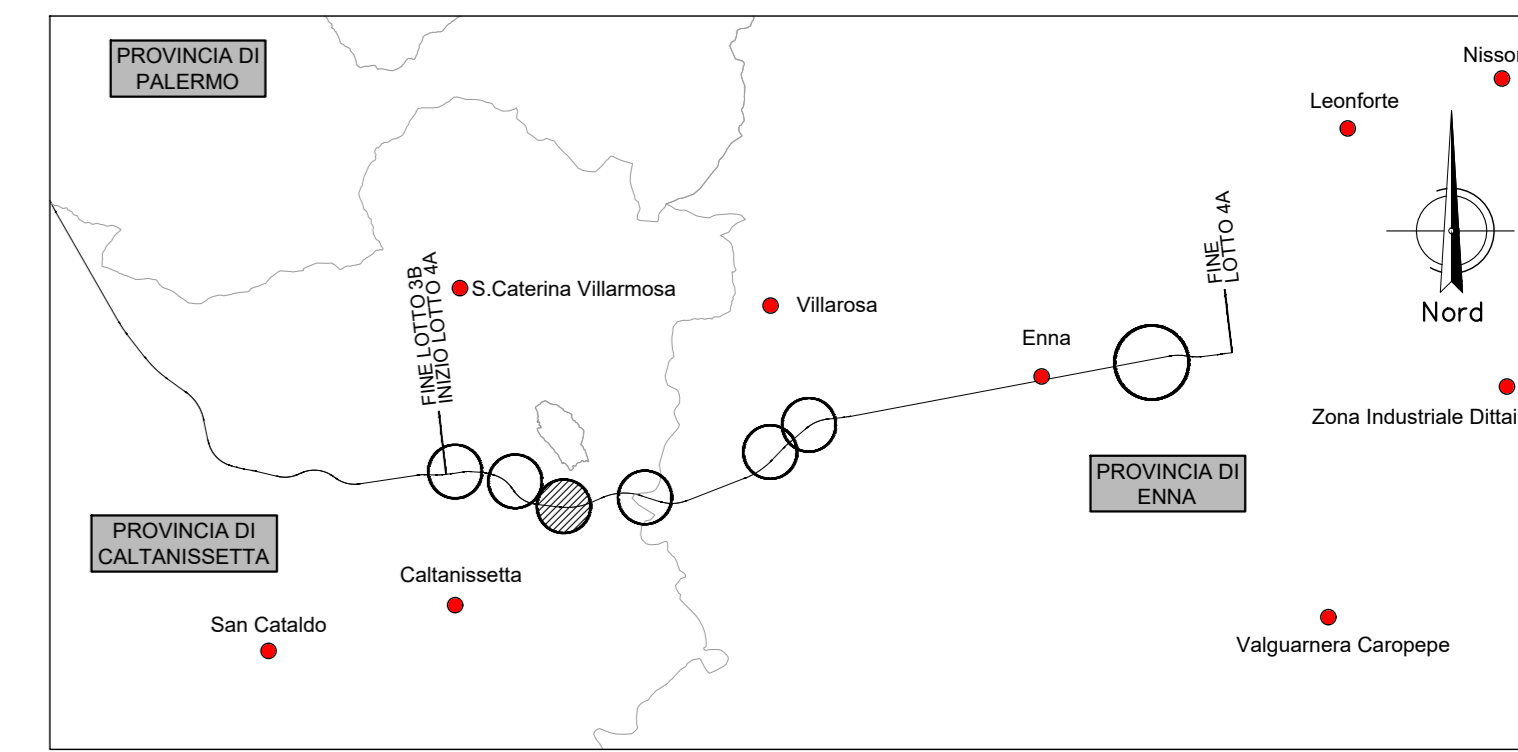 PROVINCIA DI
PALERMO
Leonforte
FINE
LOTTO 4A
FINE LOTTO 3B
INIZIO LOTTO 4A
S.Caterina Villarmosa
Villarosa
Nord
Enna
Zona Industriale Dittai
PROVINCIA DI
ENNA
PROVINCIA DI
CALTANISSETTA
Caltanissetta
San Cataldo
Valguarnera Caropepe